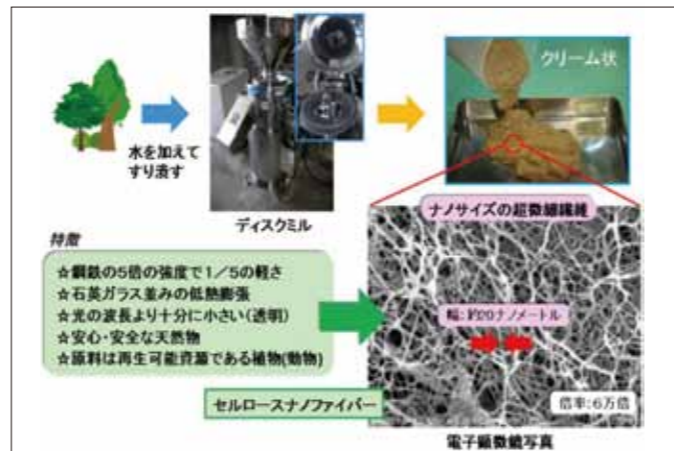 クリーム状
水を加えて
すり潰す
ディスクミル
ナノサイズの超微細繊維
特徴
☆鋼鉄の5倍の強度で1/5の軽さ
☆石英ガラス並みの低熱膨張
☆光の波長より十分に小さい(透明)
☆安心・安全な天然物
☆原料は再生可能資源である植物(動物)
幅:約20ナノメートル
セルロースナノファイバー
倍率:6万倍
電子顕微鏡写真